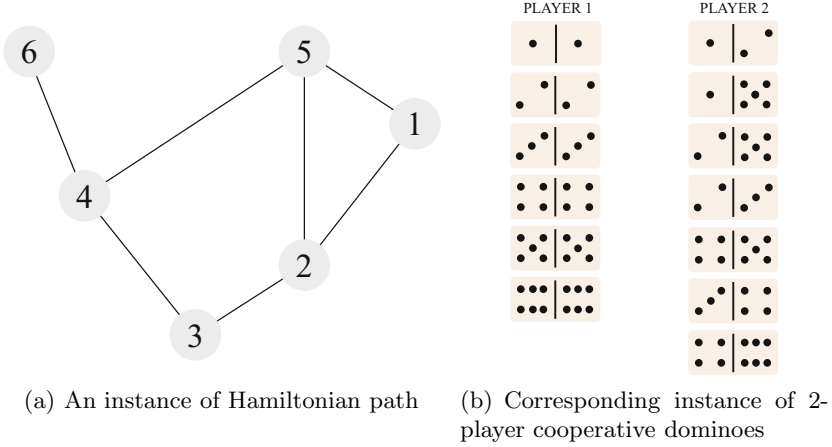 PLAYER 1
PLAYER 2
6
5
1
4
2
3
(a) An instance of Hamiltonian path
(b) Corresponding instance of 2-
player cooperative dominoes